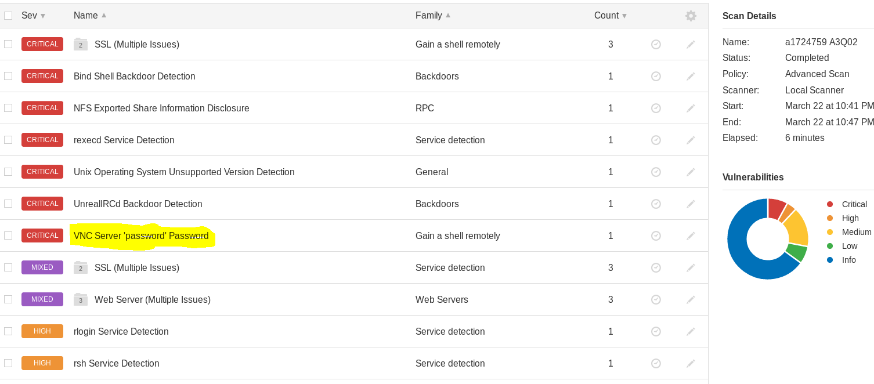 Sev Name Family Count
CRITICAL 2 SSL (Multiple Issues) Gain a shell remotely 3
CRITICAL Bind Shell Backdoor Detection Backdoors 1
CRITICAL NFS Exported Share Information Disclosure RPC 1
CRITICAL rexecd Service Detection Service detection 1
CRITICAL Unix Operating System Unsupported Version Detection General 1
CRITICAL UnrealIRCd Backdoor Detection Backdoors 1
CRITICAL VNC Server 'password' Password Gain a shell remotely 1
MIXED 2 SSL (Multiple Issues) Service detection 3
MIXED 3 Web Server (Multiple Issues) Web Servers 3
HIGH rlogin Service Detection Service detection 1
HIGH rsh Service Detection Service detection 1
Scan Details
Name: a1724759 A3Q02
Status: Completed
Policy: Advanced Scan
Scanner: Local Scanner
Start: March 22 at 10:41 PM
End: March 22 at 10:47 PM
Elapsed: 6 minutes
Vulnerabilities
Critical
High
Medium
Low
Info